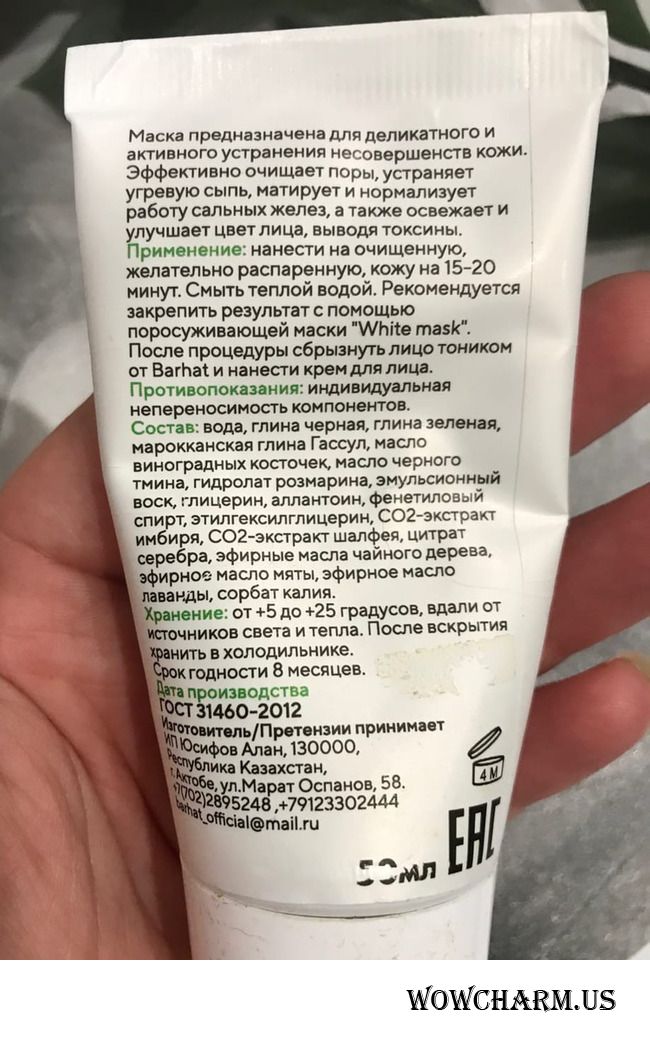 Маска предназначена для деликатного и
активного устранения несовершенств кожи.
Эффективно очищает поры, устраняет
угревую сыпь, матирует и нормализует
работу сальных желез, а также освежает и
улучшает цвет лица, выводя токсины.
Применение: нанести на очищенную,
желательно распаренную, кожу на 15-20
минут. Смыть теплой водой. Рекомендуется
закрепить результат с помощью
поросуживающей маски "White mask".
После процедуры сбрызнуть лицо тоником
от Barhat и нанести крем для лица.
Противопоказания: индивидуальная
непереносимость компонентов.
Состав: вода, глина черная, глина зеленая,
марокканская глина Гассул, масло
виноградных косточек, масло черного
тмина, гидролат розмарина, эмульсионный
воск, глицерин, аллантоин, фенетиловый
спирт, этилгексилглицерин, СО2-экстракт
имбиря, СО2-экстракт шалфея, цитрат
серебра, эфирные масла чайного дерева,
эфирное масло мяты, эфирное масло
лаванды, сорбат калия.
Хранение: от +5 до +25 градусов, вдали от
источников света и тепла. После вскрытия
хранить в холодильнике.
Срок годности 8 месяцев.
Дата производства
ГОСТ 31460-2012
Изготовитель/Претензии принимает
ИП Юсифов Алан, 130000,
Республика Казахстан,
г.Актобе, ул.Марат Оспанов, 58.
+7(702)2895248 ,+79123302444
barhat_official@mail.ru
4 M
50мл
EAC
WOWCHARM.US